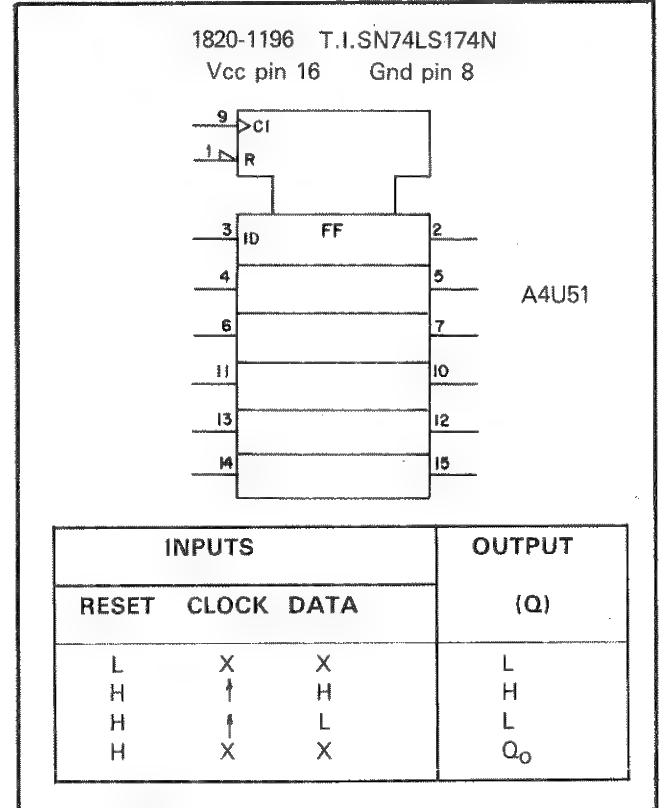 1820-1196 T.I.SN74LS174N
Vcc pin 16 Gnd pin 8
9 C1
1 R
3 1D FF 2
4 5
A4U51
6 7
11 10
13 12
14 15
INPUTS OUTPUT
RESET CLOCK DATA (Q)
L X X L
H ↑ H H
H ↑ L L
H X X Q₀